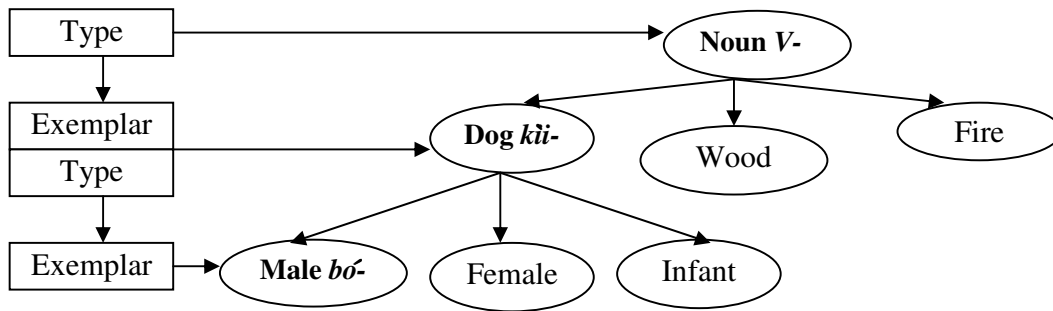 Type
Noun V-
Exemplar
Dog kìi-
Wood
Fire
Type
Exemplar
Male bó-
Female
Infant